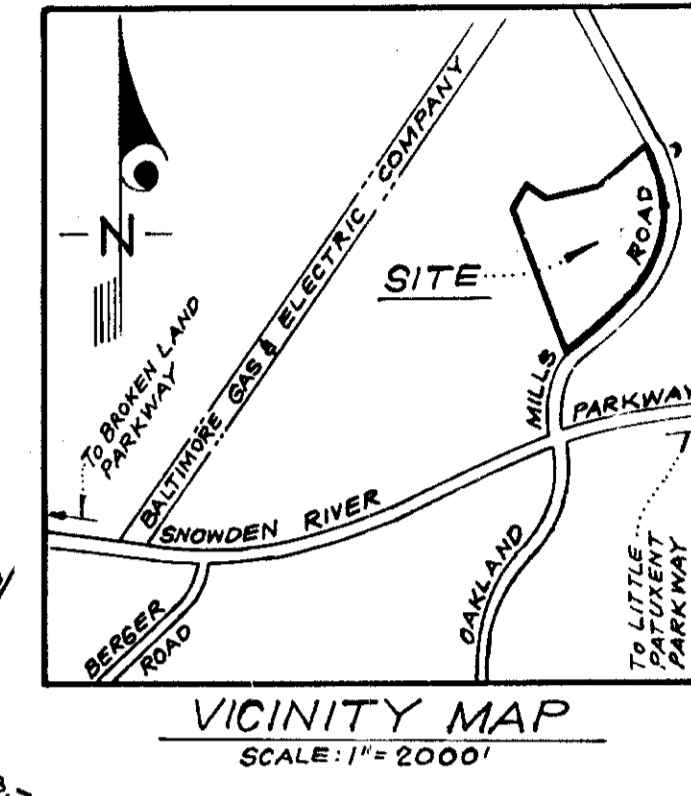 N
BALTIMORE GAS & ELECTRIC COMPANY
SITE
OAKLAND MILLS ROAD
To BROKEN LAND
PARKWAY
SNOWDEN RIVER PARKWAY
BERGER
ROAD
To LITTLE
PATUXENT
PARKWAY
VICINITY MAP
SCALE: 1" = 2000'